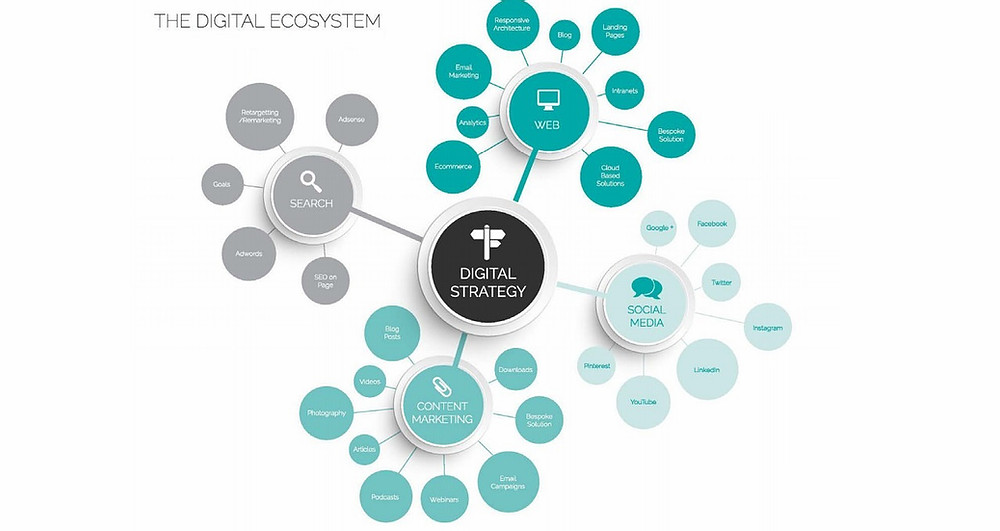 THE DIGITAL ECOSYSTEM
Responsive
Architecture
Blog
Landing
Pages
Email
Marketing
Intranets
Analytics
WEB
Bespoke
Solution
Ecommerce
Cloud
Based
Solutions
Retargetting
/Remarketing
Adsense
Goals
SEARCH
Adwords
SEO on
Page
DIGITAL
STRATEGY
Google +
Facebook
Twitter
SOCIAL
MEDIA
Instagram
Pinterest
LinkedIn
YouTube
Blog
Posts
Downloads
Videos
CONTENT
MARKETING
Photography
Bespoke
Solution
Articles
Email
Campaigns
Podcasts
Webinars